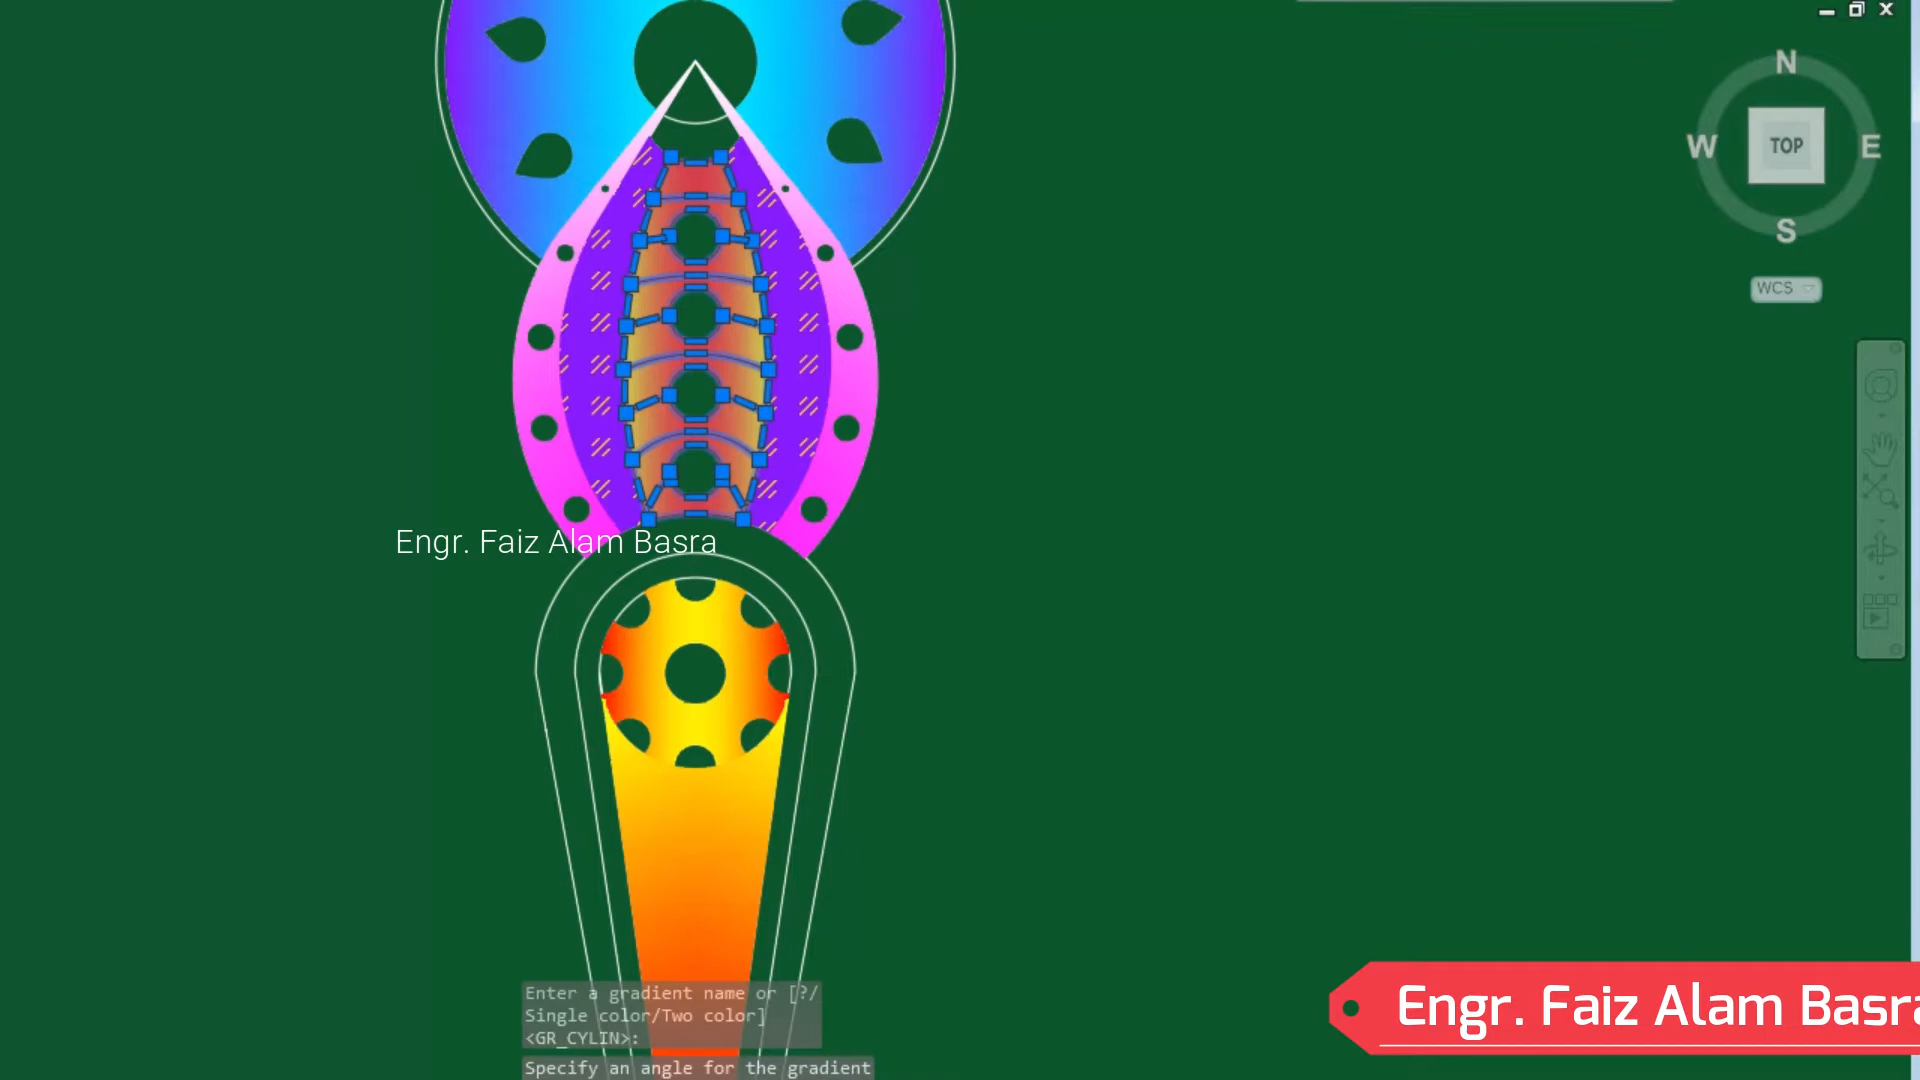 N
W
TOP
E
S
WCS
Engr. Faiz Alam Basra
Enter a gradient name or [?/
Single color/Two color]
<GR_CYLIN>:
Specify an angle for the gradient
Engr. Faiz Alam Basra